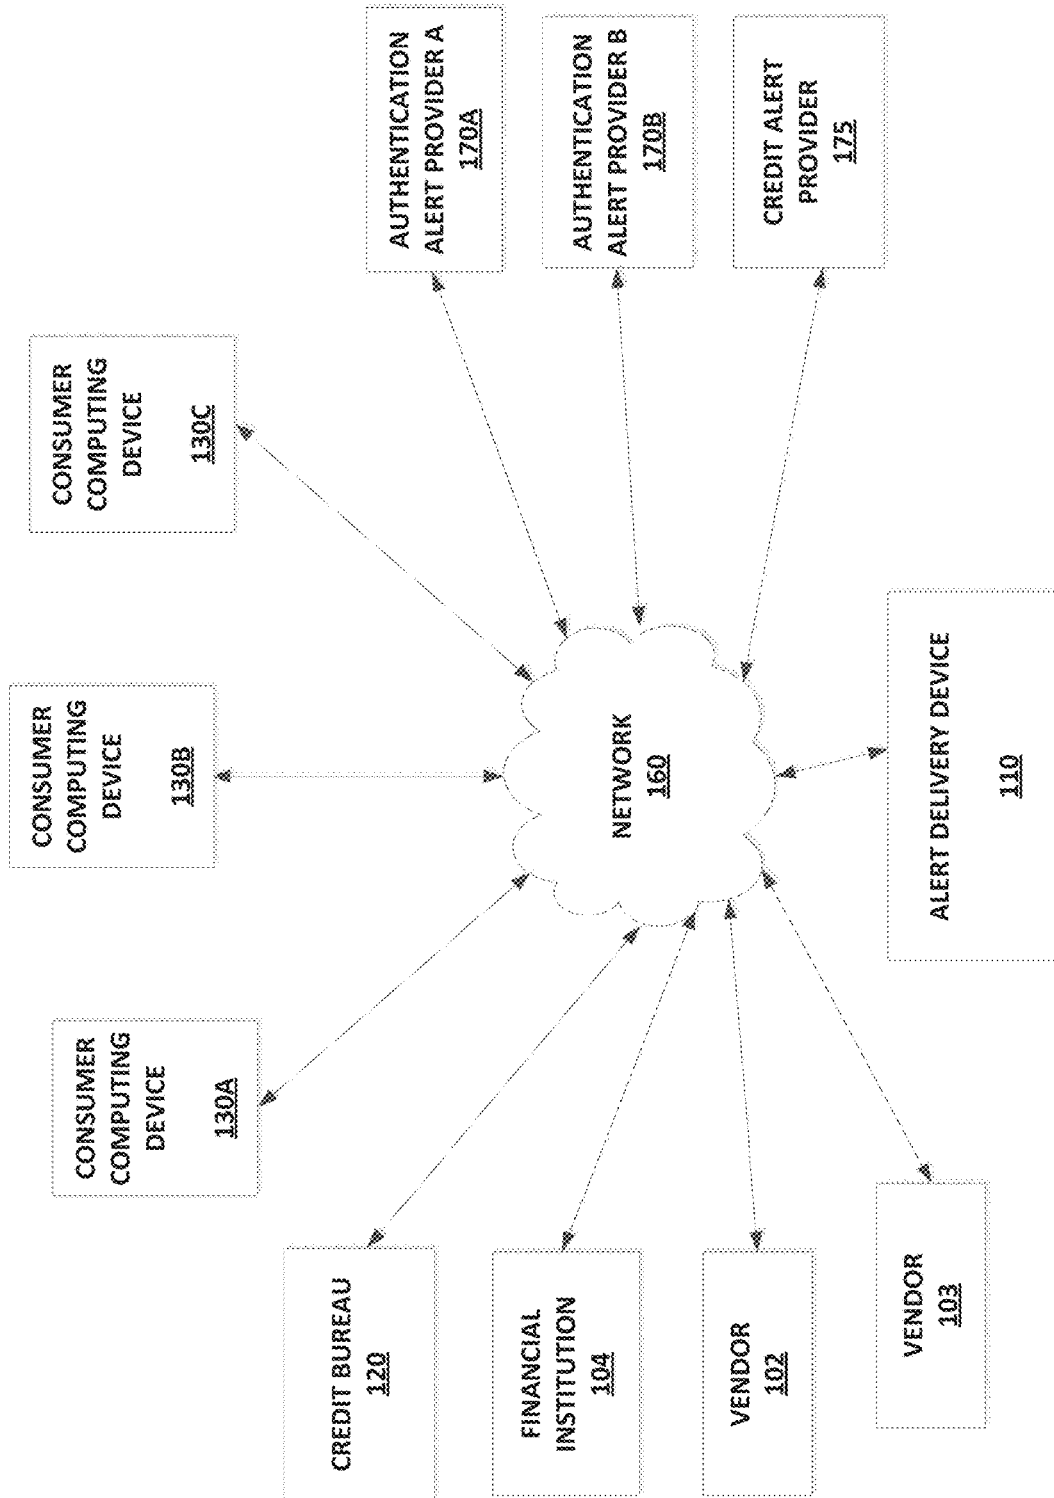 CONSUMER
COMPUTING
DEVICE
130A
CONSUMER
COMPUTING
DEVICE
130B
CONSUMER
COMPUTING
DEVICE
130C
CREDIT BUREAU
120
FINANCIAL
INSTITUTION
104
VENDOR
102
VENDOR
103
NETWORK
160
AUTHENTICATION
ALERT PROVIDER A
170A
AUTHENTICATION
ALERT PROVIDER B
170B
CREDIT ALERT
PROVIDER
175
ALERT DELIVERY DEVICE
110